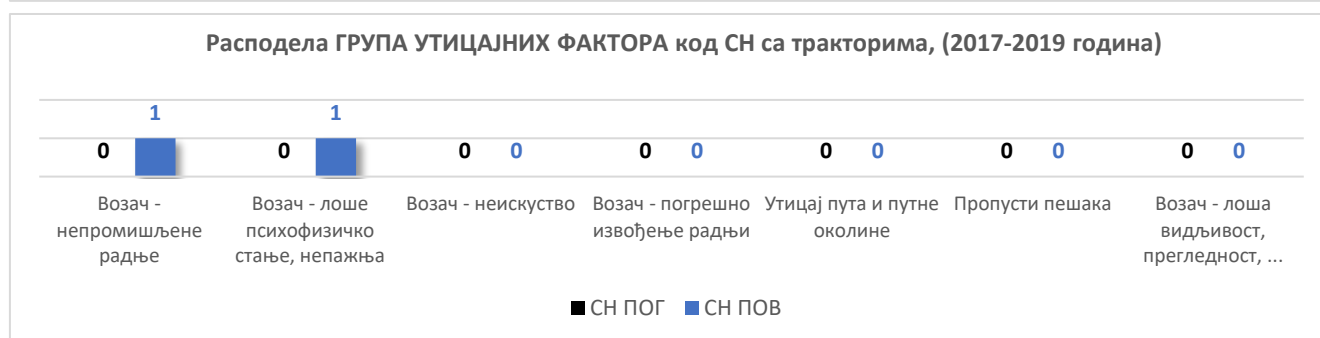 Расподела ГРУПА УТИЦАЈНИХ ФАКТОРА код СН са тракторима, (2017-2019 година)
1 1
0 0 0 0 0 0 0 0 0 0 0 0
Возач - непромишљене радње
Возач - лоше психофизичко стање, непажња
Возач - неискуство
Возач - погрешно извођење радњи
Утицај пута и путне околине
Пропусти пешака
Возач - лоша видљивост, прегледност, ...
СН ПОГ СН ПОВ